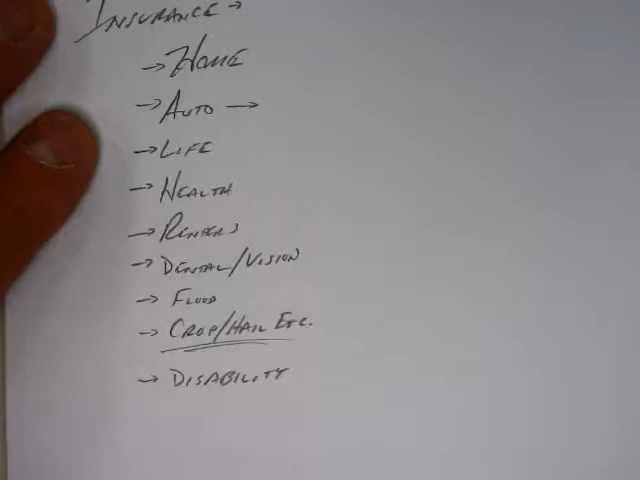 INSURANCE →
→ HOME
→ AUTO →
→ LIFE
→ HEALTH
→ RENTERS
→ DENTAL/VISION
→ FLOOD
→ CROP/HAIL ETC.
→ DISABILITY